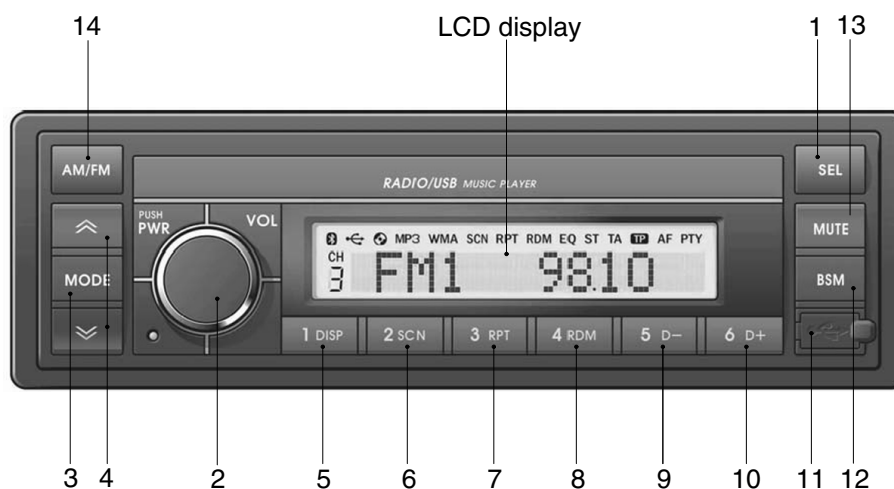 14 LCD display 1 13
AM/FM SEL
RADIO/USB MUSIC PLAYER
PUSH
PWR VOL MUTE
MP3 WMA SCN RPT RDM EQ ST TA TP AF PTY
CH
3 FM1 98.10
MODE BSM
1 DISP 2 SCN 3 RPT 4 RDM 5 D− 6 D+
3 4 2 5 6 7 8 9 10 11 12